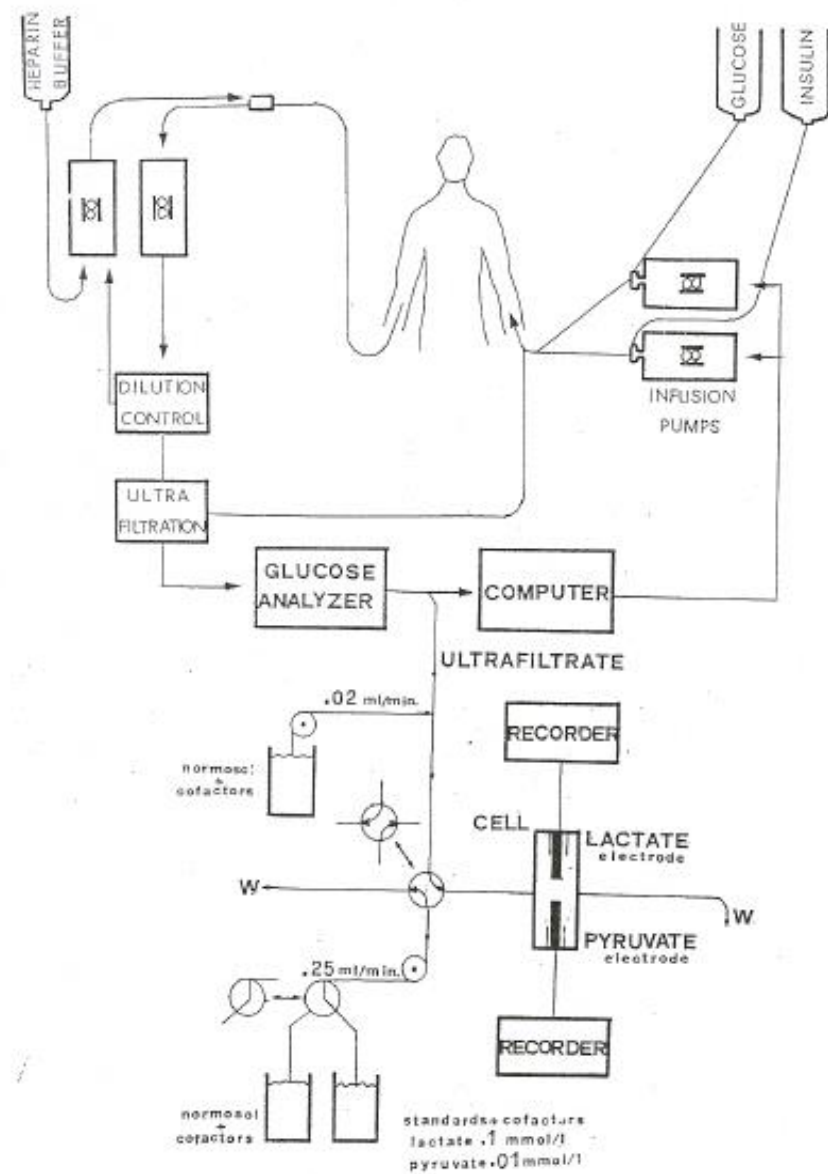 HEPARIN
BUFFER
GLUCOSE
INSULIN
DILUTION
CONTROL
INFUSION
PUMPS
ULTRA
FILTRATION
GLUCOSE
ANALYZER
COMPUTER
ULTRAFILTRATE
.02 ml/min.
RECORDER
normosol
+
cofactors
CELL
LACTATE
electrode
W
W
PYRUVATE
electrode
.25 ml/min.
RECORDER
normosol
+
cofactors
standards+cofactors
lactate .1 mmol/l
pyruvate .01 mmol/l